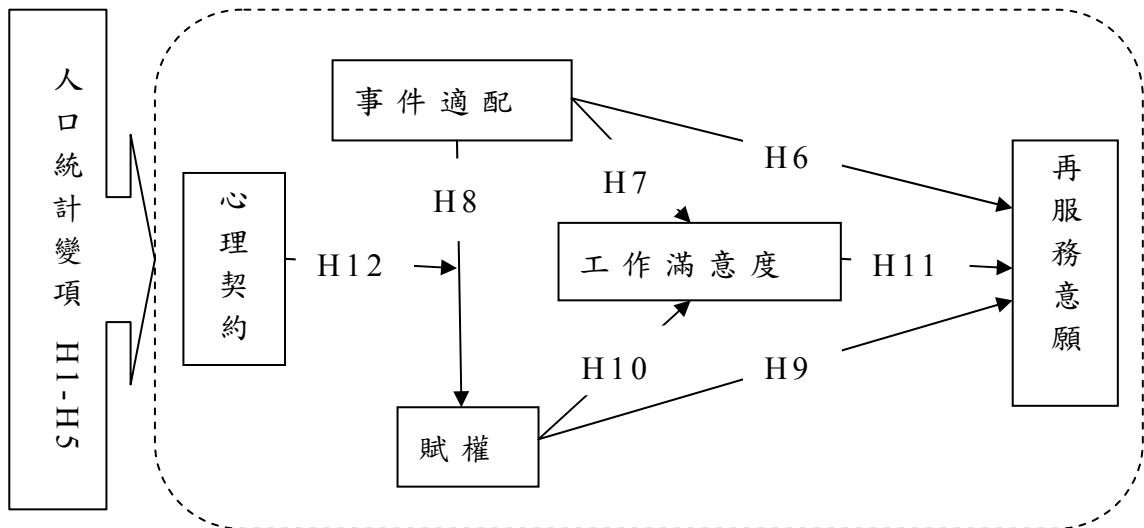 人口統計變項 H1-H5
心理契約
事件適配
H8
H12
H7
H6
工作滿意度
H11
H10
H9
賦權
再服務意願